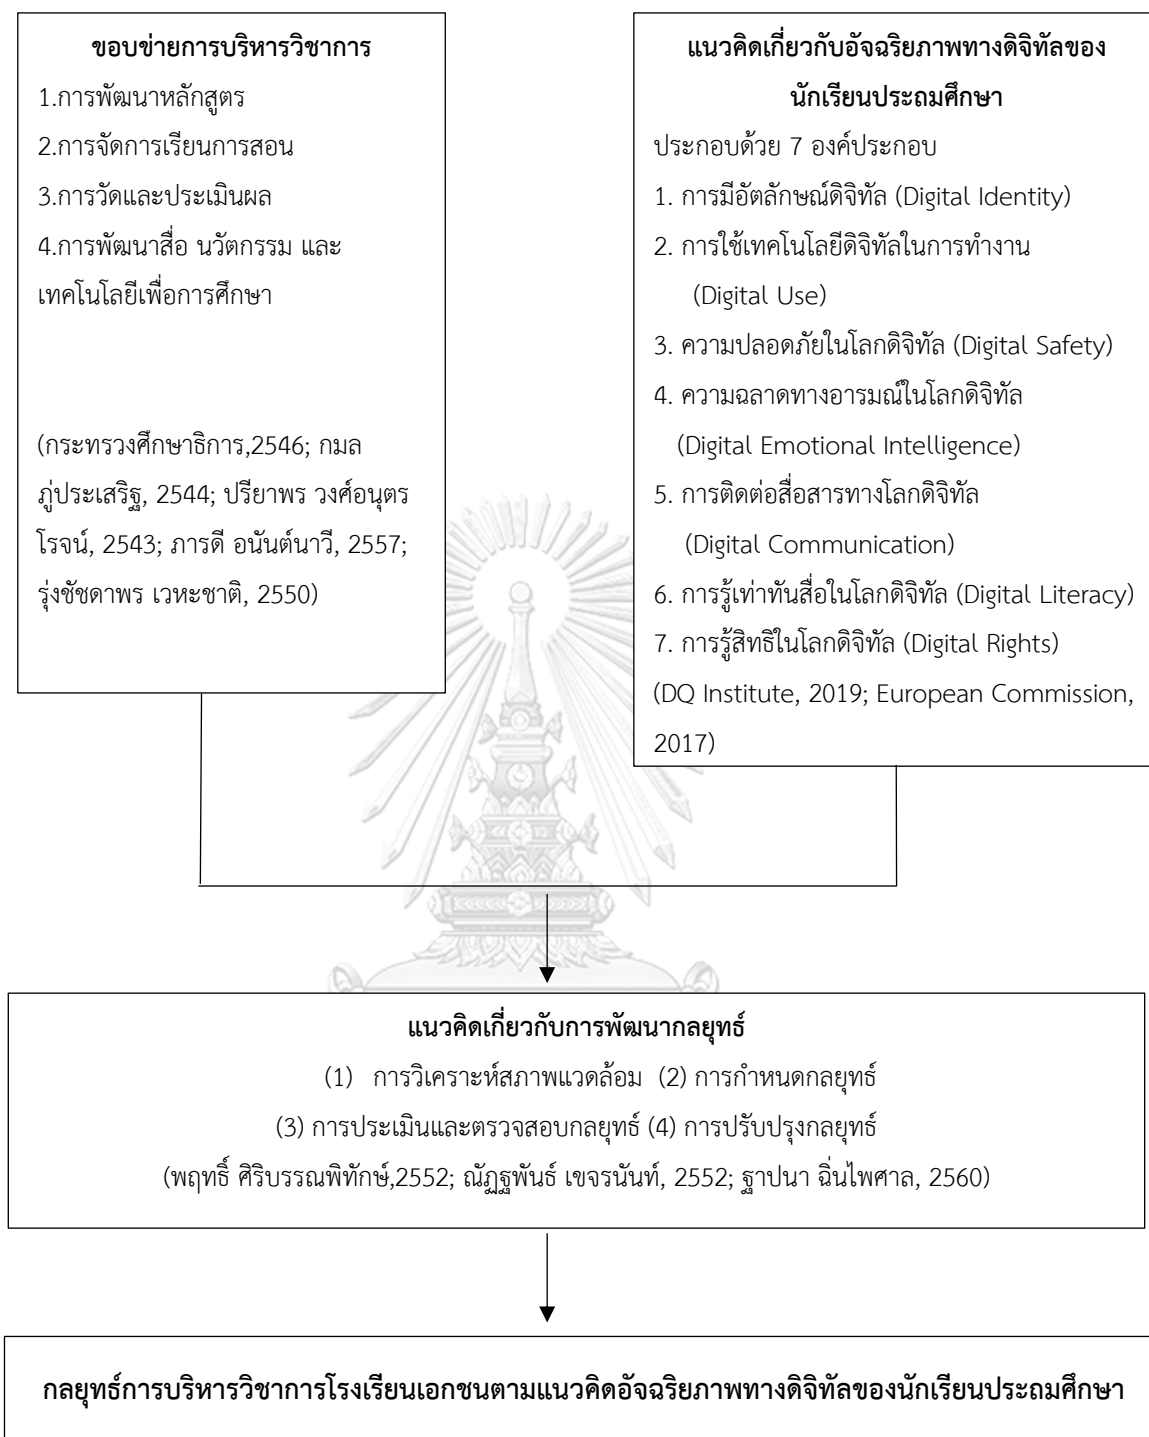 ขอบข่ายการบริหารวิชาการ
1.การพัฒนาหลักสูตร
2.การจัดการเรียนการสอน
3.การวัดและประเมินผล
4.การพัฒนาสื่อ นวัตกรรม และ
เทคโนโลยีเพื่อการศึกษา
(กระทรวงศึกษาธิการ,2546; กมล
ภู่ประเสริฐ, 2544; ปรียาพร วงศ์อนุตร
โรจน์, 2543; ภารดี อนันต์นาวี, 2557;
รุ่งชัชดาพร เวหะชาติ, 2550)
แนวคิดเกี่ยวกับอัจฉริยภาพทางดิจิทัลของ
นักเรียนประถมศึกษา
ประกอบด้วย 7 องค์ประกอบ
1. การมีอัตลักษณ์ดิจิทัล (Digital Identity)
2. การใช้เทคโนโลยีดิจิทัลในการทำงาน
(Digital Use)
3. ความปลอดภัยในโลกดิจิทัล (Digital Safety)
4. ความฉลาดทางอารมณ์ในโลกดิจิทัล
(Digital Emotional Intelligence)
5. การติดต่อสื่อสารทางโลกดิจิทัล
(Digital Communication)
6. การรู้เท่าทันสื่อในโลกดิจิทัล (Digital Literacy)
7. การรู้สิทธิในโลกดิจิทัล (Digital Rights)
(DQ Institute, 2019; European Commission,
2017)
แนวคิดเกี่ยวกับการพัฒนากลยุทธ์
(1) การวิเคราะห์สภาพแวดล้อม (2) การกำหนดกลยุทธ์
(3) การประเมินและตรวจสอบกลยุทธ์ (4) การปรับปรุงกลยุทธ์
(พฤทธิ์ ศิริบรรณพิทักษ์,2552; ณัฏฐพันธ์ เขจรนันท์, 2552; ฐาปนา ฉิ่นไพศาล, 2560)
กลยุทธ์การบริหารวิชาการโรงเรียนเอกชนตามแนวคิดอัจฉริยภาพทางดิจิทัลของนักเรียนประถมศึกษา